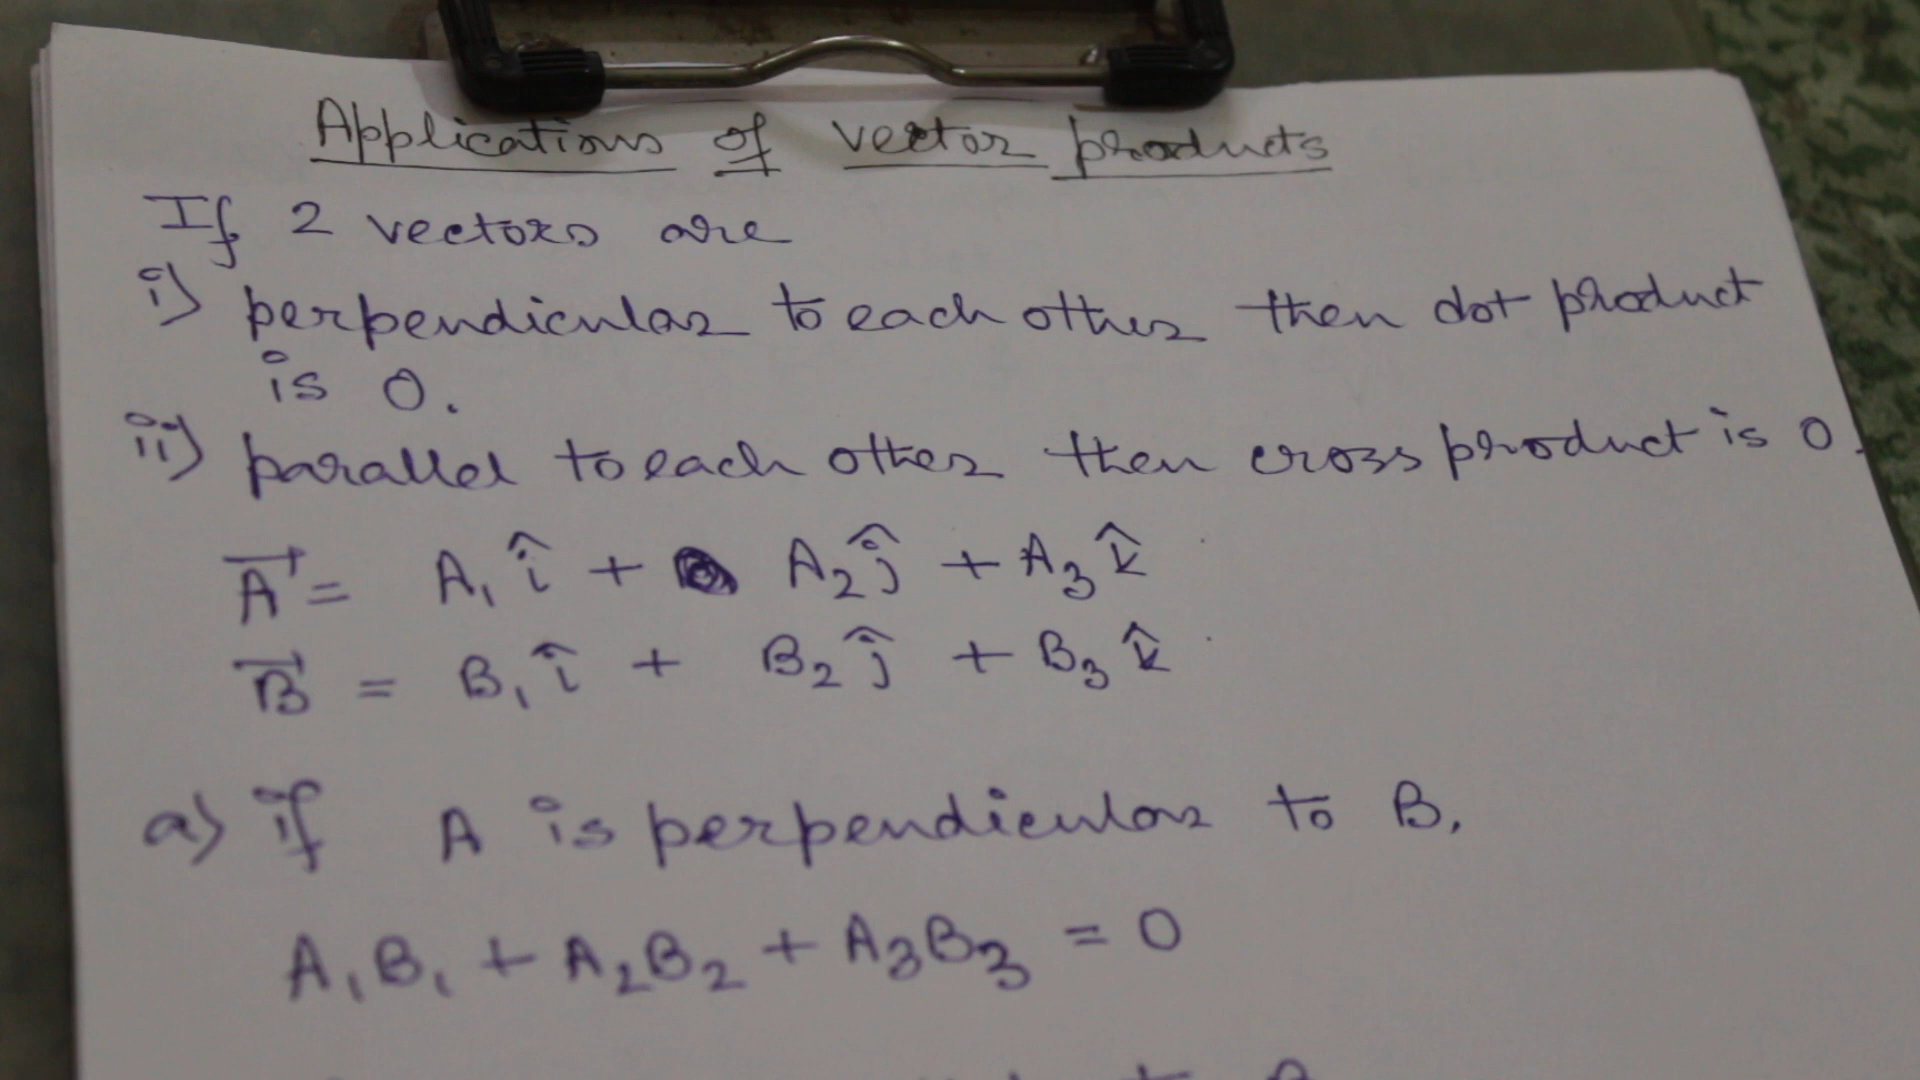 Applications of vector products
If 2 vectors are
i) perpendicular to each other then dot product
is 0.
ii) parallel to each other then cross product is 0.
A⃗ = A₁ î + A₂ ĵ + A₃ k̂
B⃗ = B₁ î + B₂ ĵ + B₃ k̂
a) if A is perpendicular to B,
A₁B₁ + A₂B₂ + A₃B₃ = 0